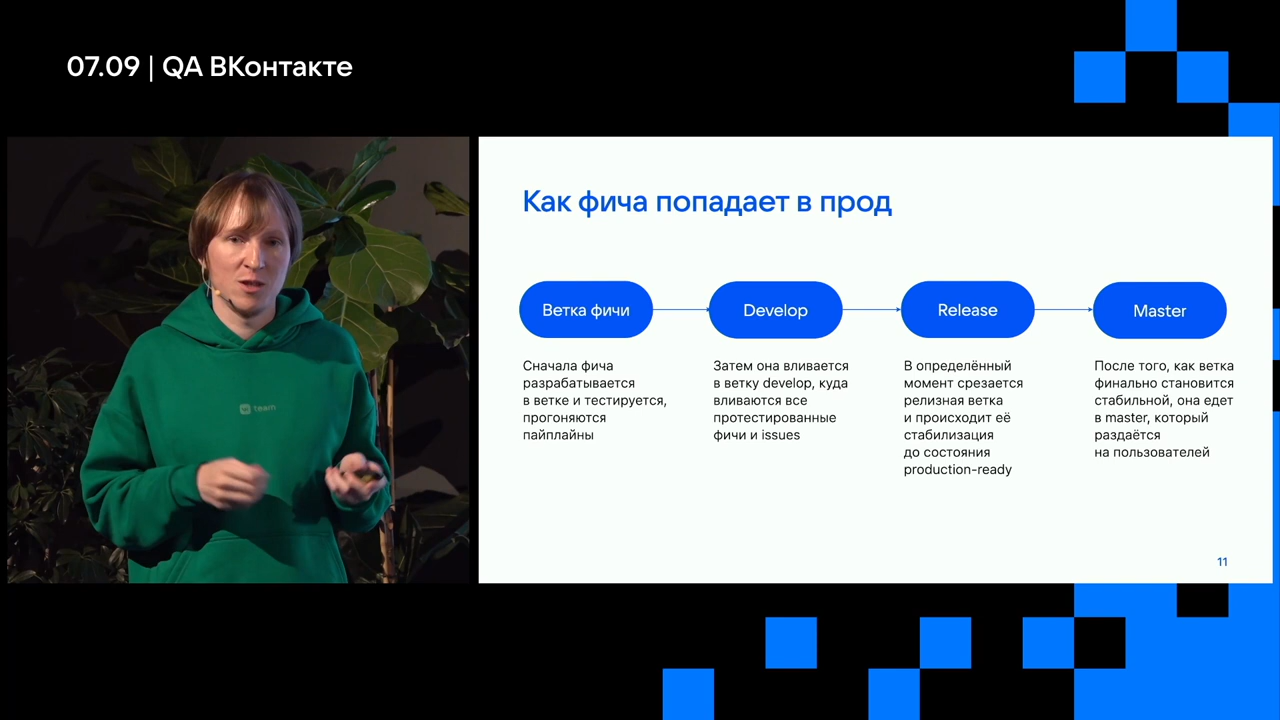 07.09 | QA ВКонтакте
team
Как фича попадает в прод
Ветка фичи
Develop
Release
Master
Сначала фича
разрабатывается
в ветке и тестируется,
прогоняются
пайплайны
Затем она вливается
в ветку develop, куда
вливаются все
протестированные
фичи и issues
В определённый
момент срезается
релизная ветка
и происходит её
стабилизация
до состояния
production-ready
После того, как ветка
финально становится
стабильной, она едет
в master, который
раздаётся
на пользователей
11